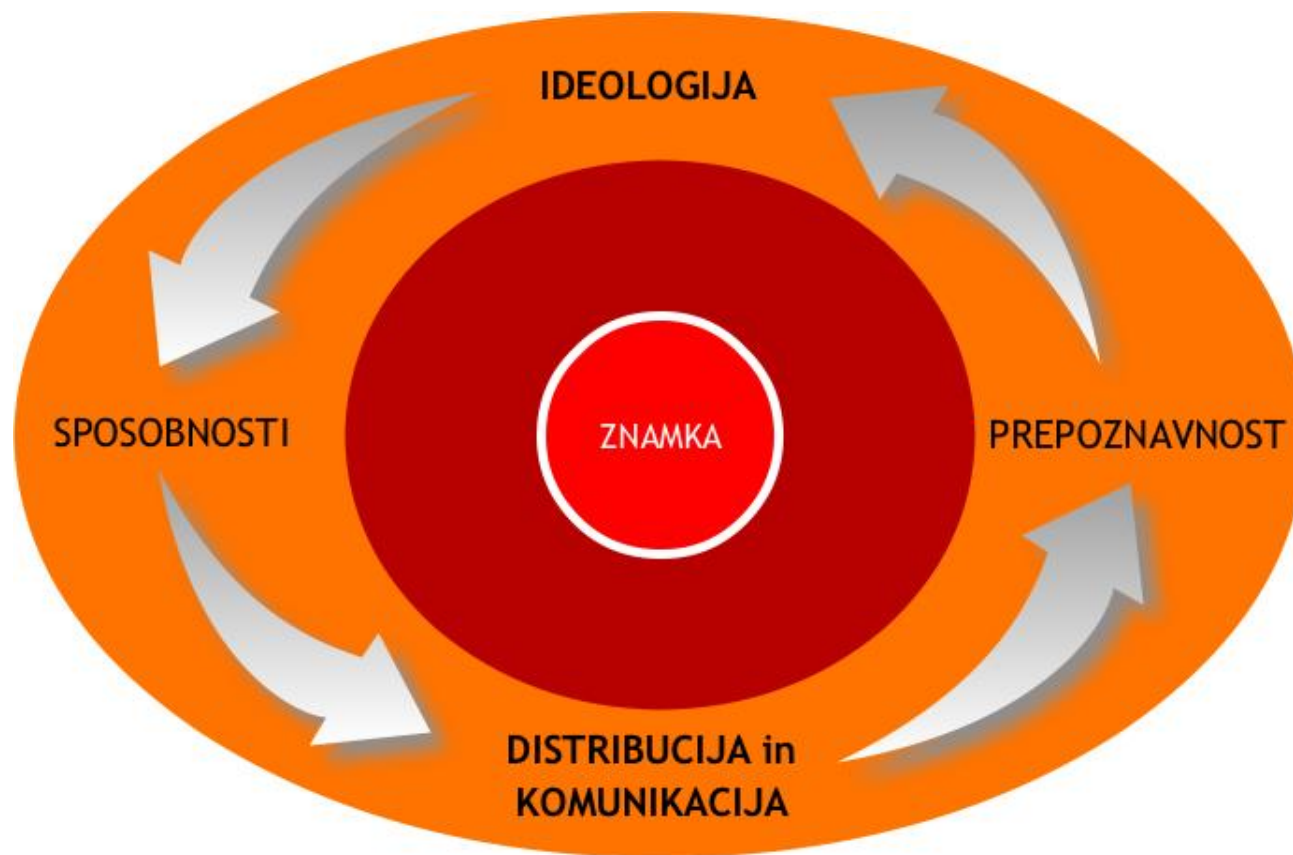 IDEOLOGIJA
SPOSOBNOSTI
ZNAMKA
PREPOZNAVNOST
DISTRIBUCIJA in
KOMUNIKACIJA